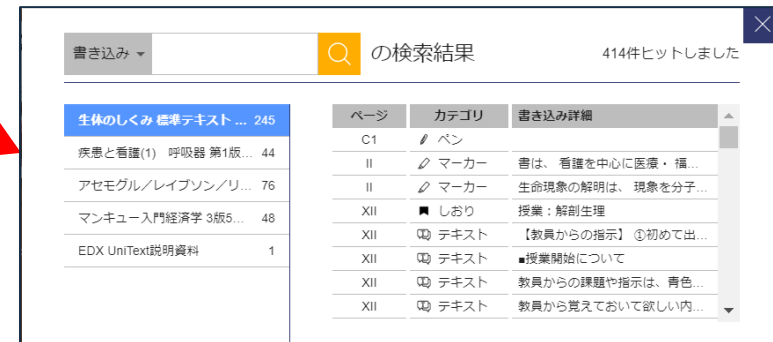 書き込み の検索結果 414件ヒットしました
生体のしくみ 標準テキスト ... 245
疾患と看護(1) 呼吸器 第1版... 44
アセモグル／レイブソン／リ... 76
マンキュー入門経済学 3版5... 48
EDX UniText説明資料 1
ページ カテゴリ 書き込み詳細
C1 ペン
II マーカー 書は、 看護を中心に医療・ 福...
II マーカー 生命現象の解明は、 現象を分子...
XII しおり 授業：解剖生理
XII テキスト 【教員からの指示】 ①初めて出...
XII テキスト ■授業開始について
XII テキスト 教員からの課題や指示は、青色...
XII テキスト 教員から覚えておいて欲しい内...